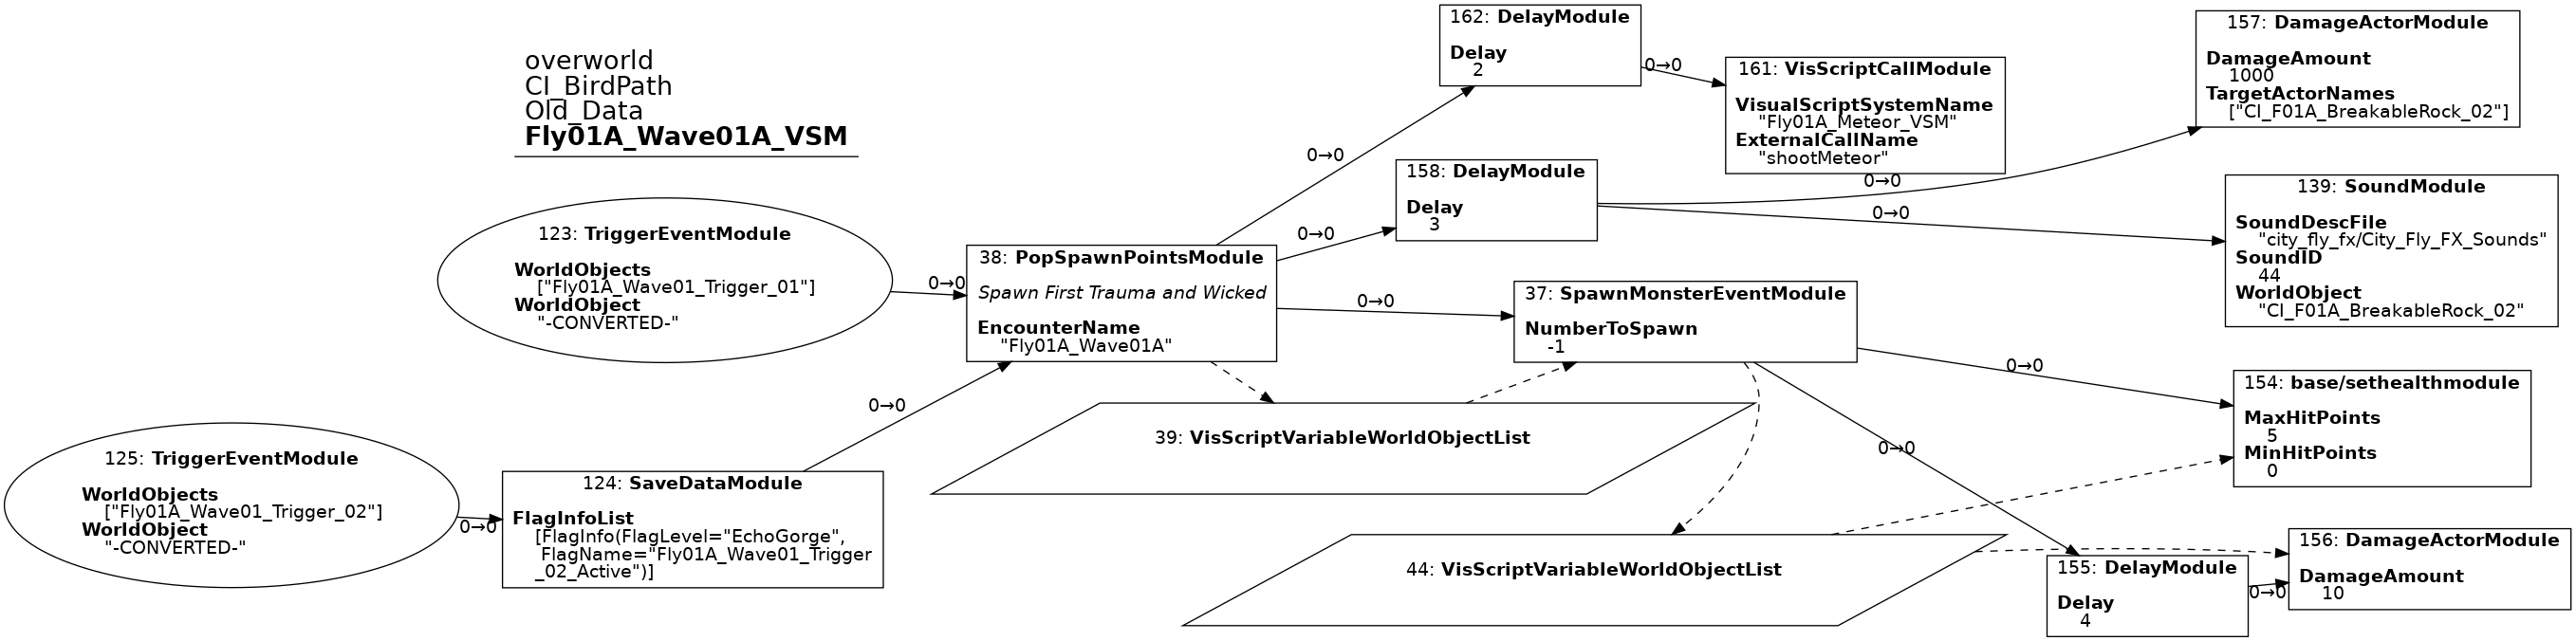 overworld
CI_BirdPath
Old_Data
Fly01A_Wave01A_VSM
162: DelayModule
Delay
2
0→0
161: VisScriptCallModule
VisualScriptSystemName
"Fly01A_Meteor_VSM"
ExternalCallName
"shootMeteor"
157: DamageActorModule
DamageAmount
1000
TargetActorNames
["CI_F01A_BreakableRock_02"]
0→0
158: DelayModule
Delay
3
0→0
0→0
0→0
139: SoundModule
SoundDescFile
"city_fly_fx/City_Fly_FX_Sounds"
SoundID
44
WorldObject
"CI_F01A_BreakableRock_02"
123: TriggerEventModule
WorldObjects
["Fly01A_Wave01_Trigger_01"]
WorldObject
"-CONVERTED-"
0→0
38: PopSpawnPointsModule
Spawn First Trauma and Wicked
EncounterName
"Fly01A_Wave01A"
0→0
37: SpawnMonsterEventModule
NumberToSpawn
-1
0→0
154: base/sethealthmodule
MaxHitPoints
5
MinHitPoints
0
0→0
39: VisScriptVariableWorldObjectList
0→0
125: TriggerEventModule
WorldObjects
["Fly01A_Wave01_Trigger_02"]
WorldObject
"-CONVERTED-"
0→0
124: SaveDataModule
FlagInfoList
[FlagInfo(FlagLevel="EchoGorge",
FlagName="Fly01A_Wave01_Trigger
_02_Active")]
44: VisScriptVariableWorldObjectList
155: DelayModule
Delay
4
0→0
156: DamageActorModule
DamageAmount
10